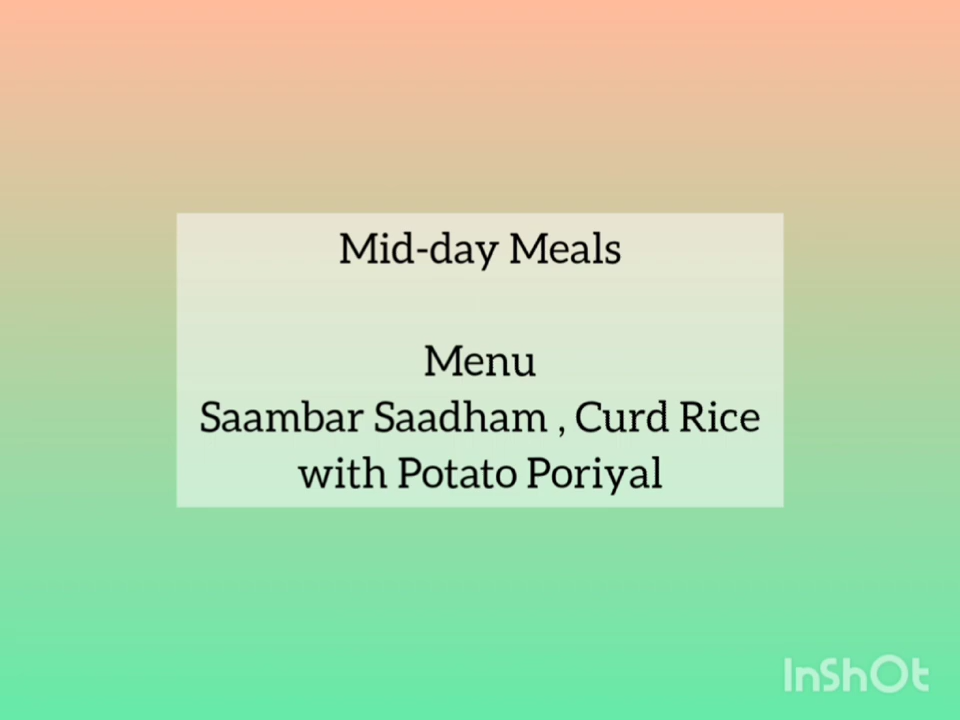 Mid-day Meals
Menu
Saambar Saadham , Curd Rice
with Potato Poriyal
InShOt